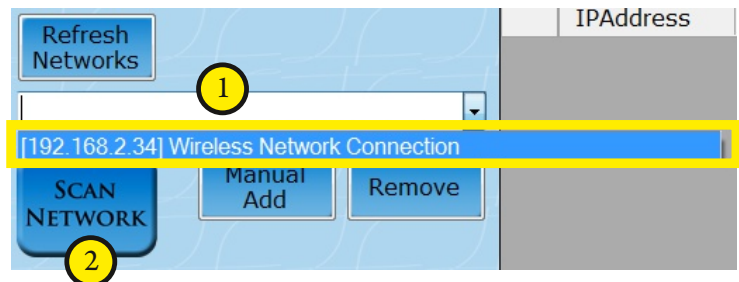 Refresh
Networks
IPAddress
1
[192.168.2.34] Wireless Network Connection
SCAN
NETWORK
Manual
Add
Remove
2